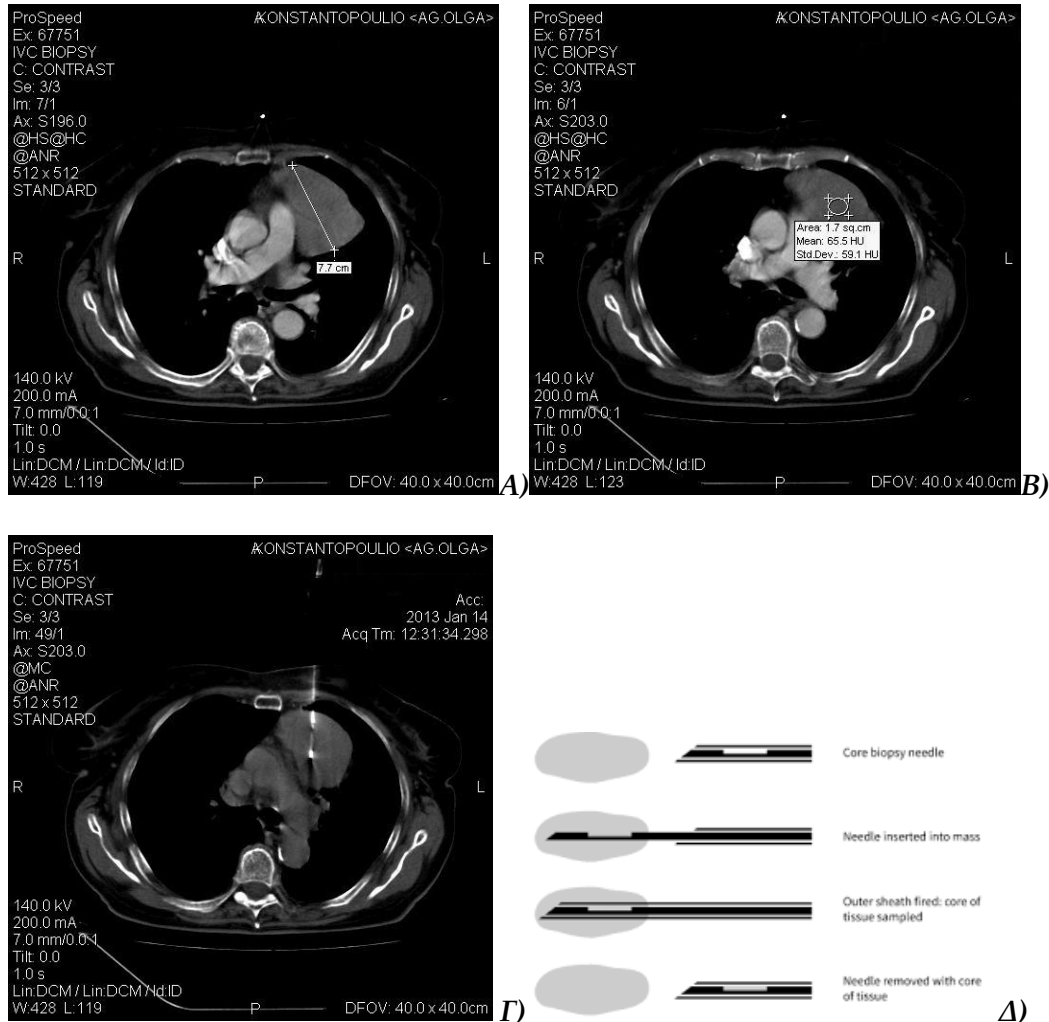 ProSpeed
ꓘKONSTANTOPOULIO <AG.OLGA>
Ex: 67751
IVC BIOPSY
C: CONTRAST
Se: 3/3
Im: 7/1
Ax: S196.0
@HS@HC
@ANR
512 x 512
STANDARD
R
L
7.7 cm
140.0 kV
200.0 mA
7.0 mm/0.0:1
Tilt: 0.0
1.0 s
Lin:DCM / Lin:DCM / Id:ID
W:428 L:119
P
DFOV: 40.0 x 40.0cm
Α)
ProSpeed
KONSTANTOPOULIO <AG.OLGA>
Ex: 67751
IVC BIOPSY
C: CONTRAST
Se: 3/3
Im: 6/1
Ax: S203.0
@HS@HC
@ANR
512 x 512
STANDARD
Area: 1.7 sq.cm
Mean: 65.5 HU
Std.Dev.: 59.1 HU
R
L
140.0 kV
200.0 mA
7.0 mm/0.0:1
Tilt: 0.0
1.0 s
Lin:DCM / Lin:DCM / Id:ID
W:428 L:123
P
DFOV: 40.0 x 40.0cm
Β)
ProSpeed
KONSTANTOPOULIO <AG.OLGA>
Ex: 67751
IVC BIOPSY
C: CONTRAST
Acc:
Se: 3/3
2013 Jan 14
Im: 49/1
Acq Tm: 12:31:34.298
Ax: S203.0
@MC
@ANR
512 x 512
STANDARD
R
L
140.0 kV
200.0 mA
7.0 mm/0.0:1
Tilt: 0.0
1.0 s
Lin:DCM / Lin:DCM / Id:ID
W:428 L:119
P
DFOV: 40.0 x 40.0cm
Γ)
Core biopsy needle
Needle inserted into mass
Outer sheath fired: core of
tissue sampled
Needle removed with core
of tissue
Δ)